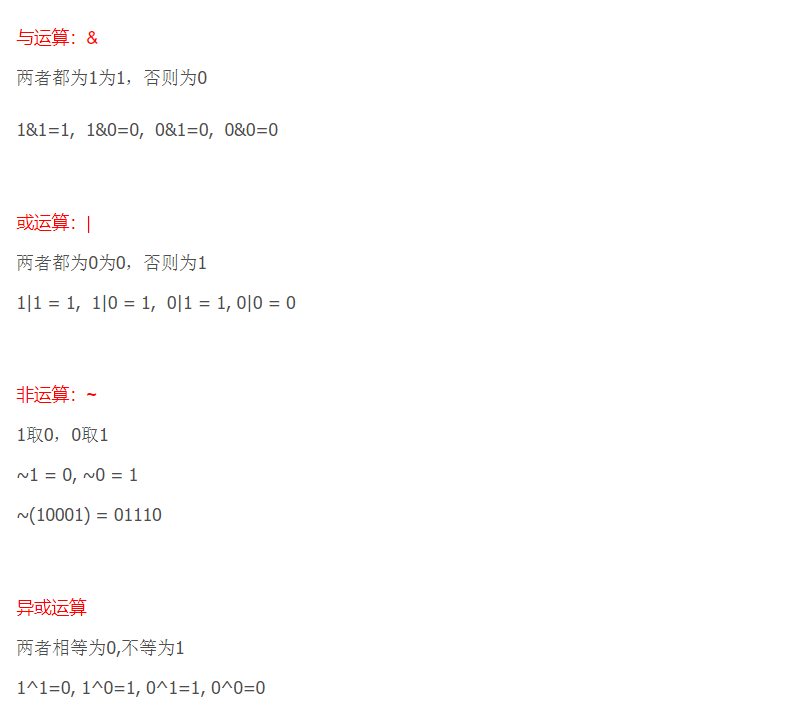 与运算：&
两者都为1为1，否则为0
1&1=1,  1&0=0,  0&1=0,  0&0=0
或运算：|
两者都为0为0，否则为1
1|1 = 1,  1|0 = 1,  0|1 = 1, 0|0 = 0
非运算：~
1取0，0取1
~1 = 0, ~0 = 1
~(10001) = 01110
异或运算
两者相等为0,不等为1
1^1=0, 1^0=1, 0^1=1, 0^0=0